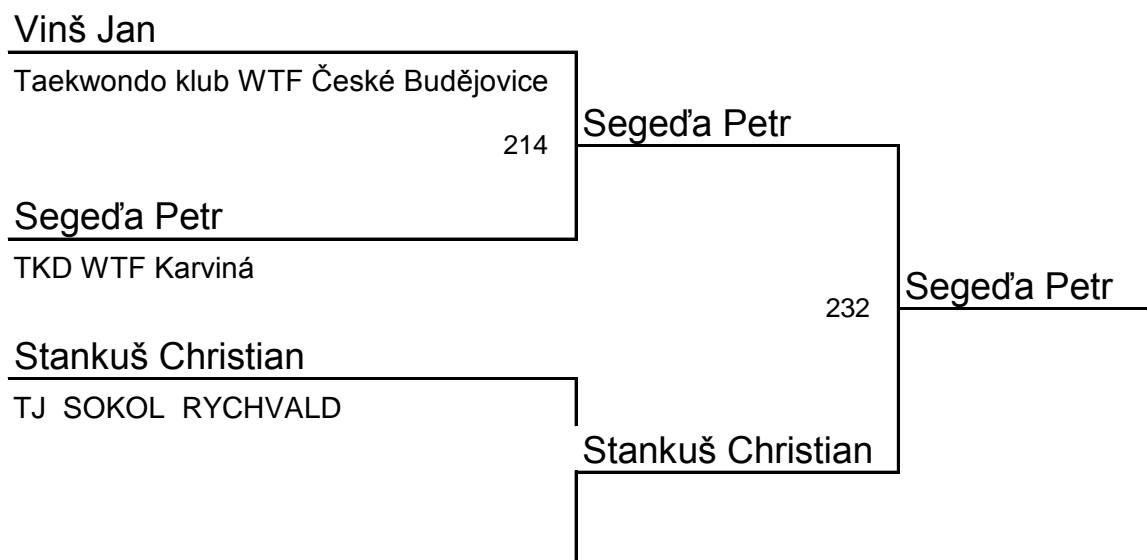 Vinš Jan
Taekwondo klub WTF České Budějovice
Segeďa Petr
214
Segeďa Petr
TKD WTF Karviná
Segeďa Petr
232
Stankuš Christian
TJ SOKOL RYCHVALD
Stankuš Christian